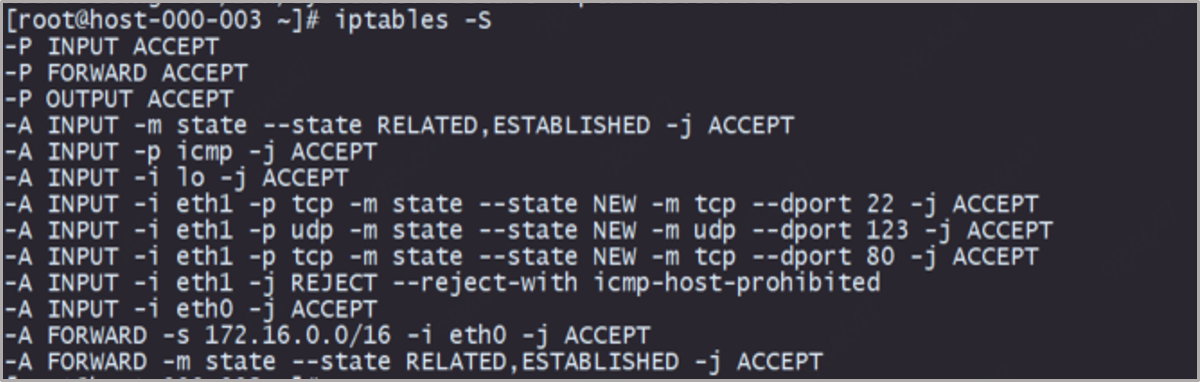 [root@host-000-003 ~]# iptables -S
-P INPUT ACCEPT
-P FORWARD ACCEPT
-P OUTPUT ACCEPT
-A INPUT -m state --state RELATED,ESTABLISHED -j ACCEPT
-A INPUT -p icmp -j ACCEPT
-A INPUT -i lo -j ACCEPT
-A INPUT -i eth1 -p tcp -m state --state NEW -m tcp --dport 22 -j ACCEPT
-A INPUT -i eth1 -p udp -m state --state NEW -m udp --dport 123 -j ACCEPT
-A INPUT -i eth1 -p tcp -m state --state NEW -m tcp --dport 80 -j ACCEPT
-A INPUT -i eth1 -j REJECT --reject-with icmp-host-prohibited
-A INPUT -i eth0 -j ACCEPT
-A FORWARD -s 172.16.0.0/16 -i eth0 -j ACCEPT
-A FORWARD -m state --state RELATED,ESTABLISHED -j ACCEPT